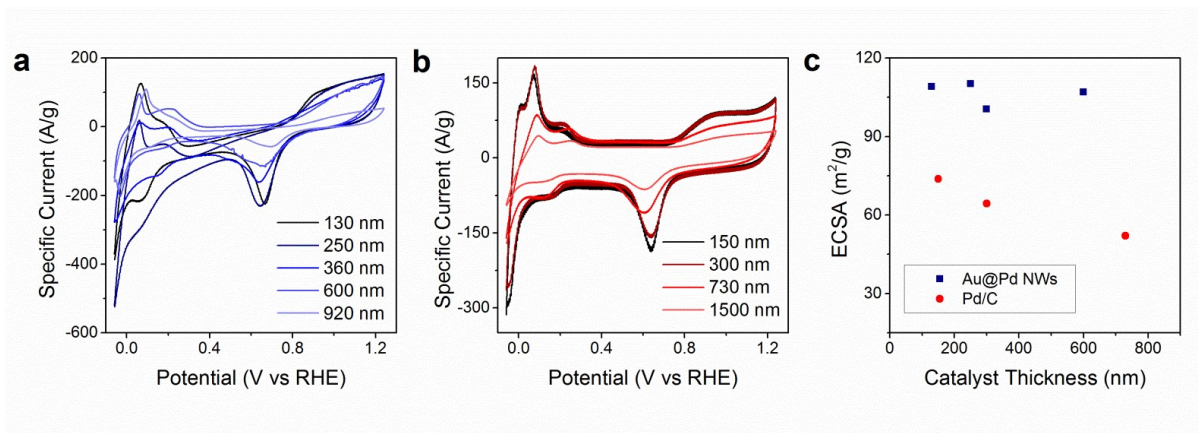 a
200
0
-200
-400
-600
0.0 0.4 0.8 1.2
Specific Current (A/g)
Potential (V vs RHE)
130 nm
250 nm
360 nm
600 nm
920 nm
b
150
0
-150
-300
0.0 0.4 0.8 1.2
Specific Current (A/g)
Potential (V vs RHE)
150 nm
300 nm
730 nm
1500 nm
c
120
90
60
30
0 200 400 600 800
ECSA (m²/g)
Catalyst Thickness (nm)
Au@Pd NWs
Pd/C